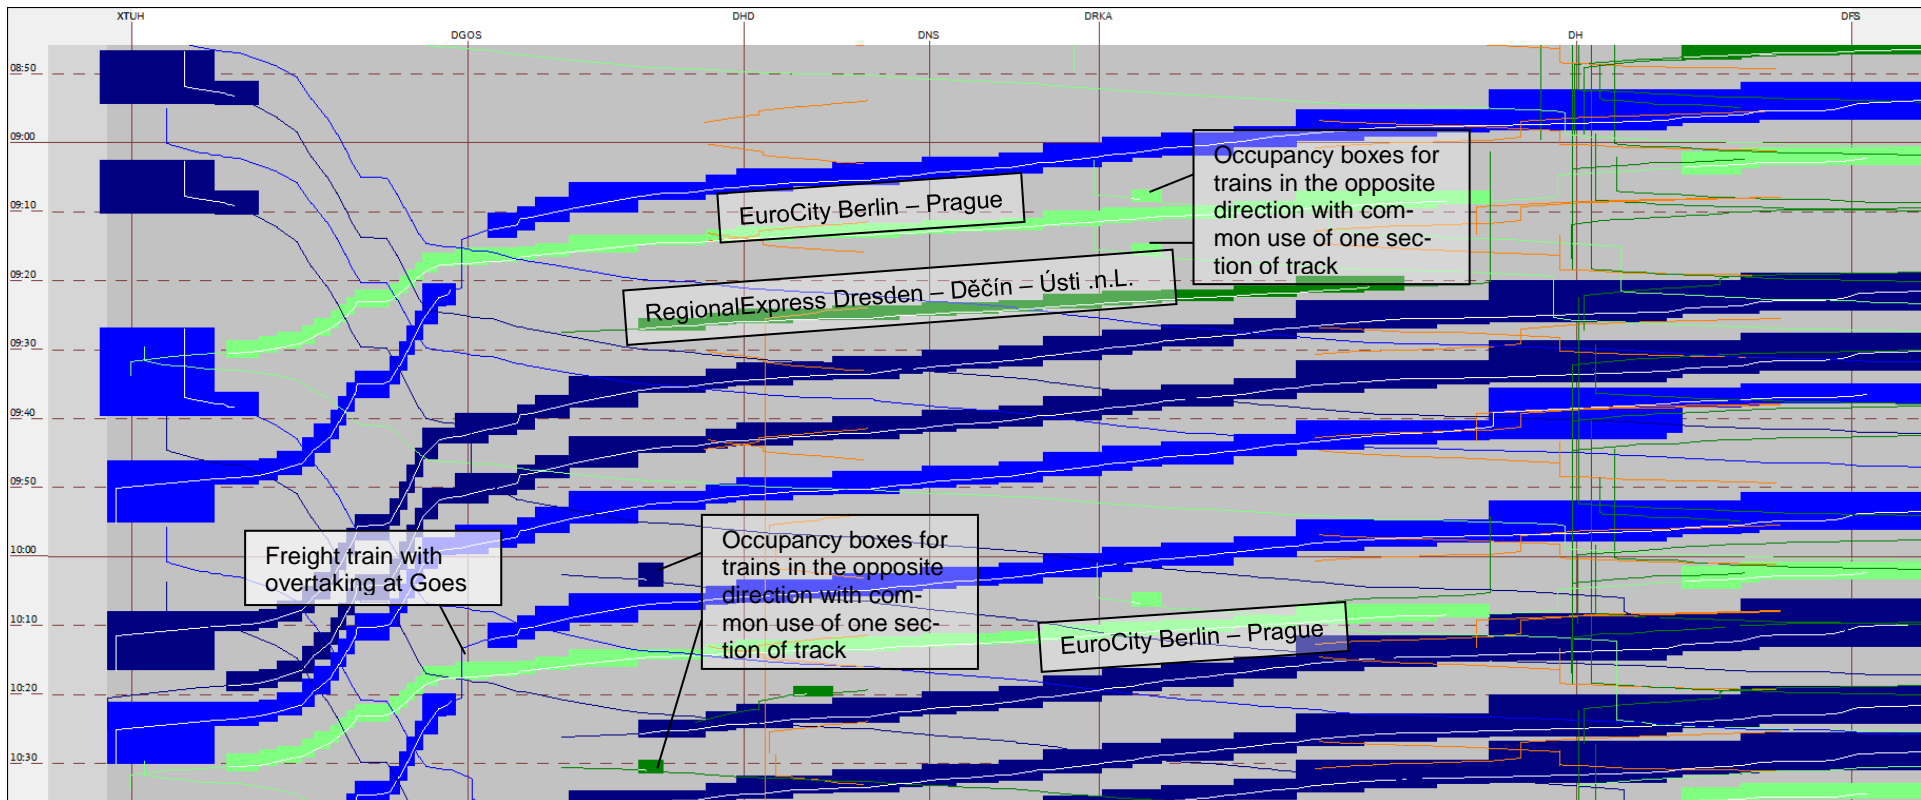 XTUH
DHD
DRKA
DFS
DGOS
DNS
DH
08:50
09:00
09:10
09:20
09:30
09:40
09:50
10:00
10:10
10:20
10:30
Occupancy boxes for
trains in the opposite
direction with com-
mon use of one sec-
tion of track
EuroCity Berlin – Prague
RegionalExpress Dresden – Děčín – Ústi .n.L.
Freight train with
overtaking at Goes
Occupancy boxes for
trains in the opposite
direction with com-
mon use of one sec-
tion of track
EuroCity Berlin – Prague